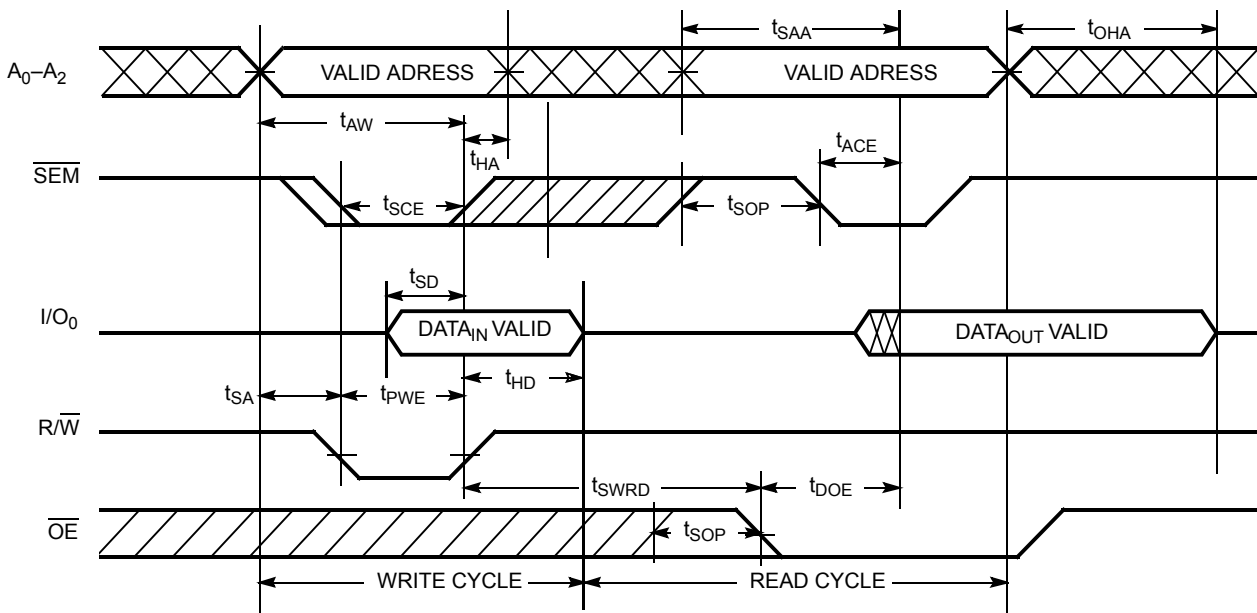 tSAA
tOHA
A0–A2
VALID ADRESS
VALID ADRESS
tAW
tHA
tACE
SEM
tSCE
tSOP
tSD
I/O0
DATAIN VALID
DATAOUT VALID
tSA
tPWE
tHD
R/W
tSWRD
tDOE
OE
tSOP
WRITE CYCLE
READ CYCLE